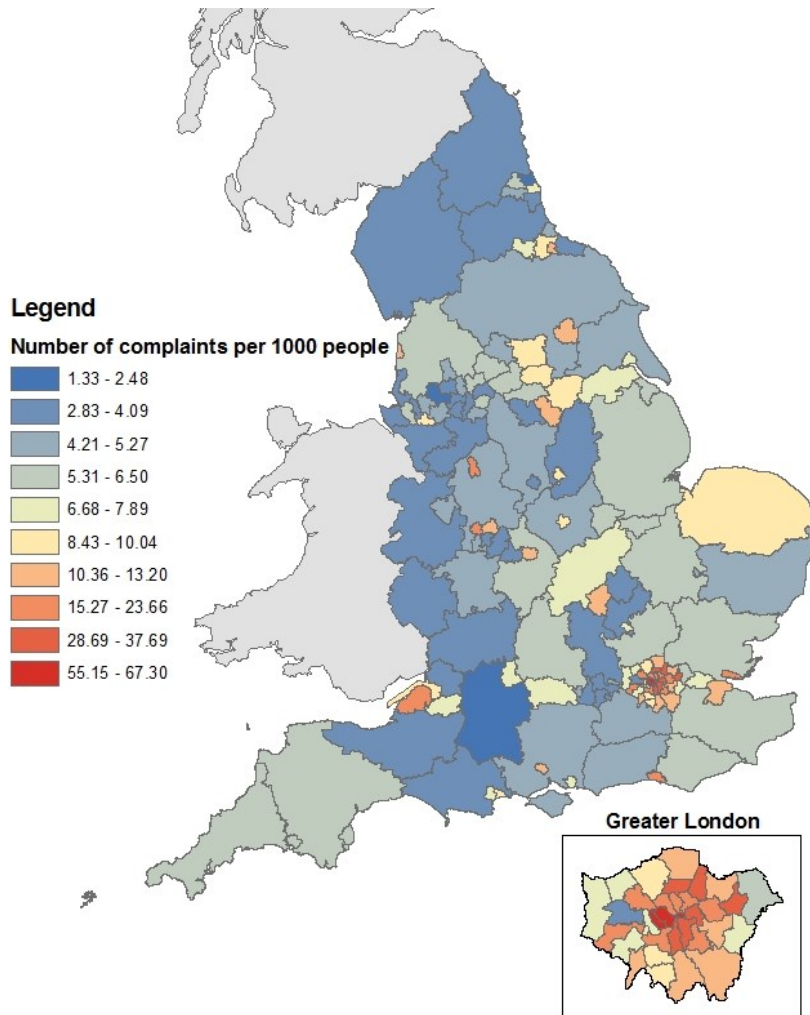 Legend
Number of complaints per 1000 people
1.33 - 2.48
2.83 - 4.09
4.21 - 5.27
5.31 - 6.50
6.68 - 7.89
8.43 - 10.04
10.36 - 13.20
15.27 - 23.66
28.69 - 37.69
55.15 - 67.30
Greater London